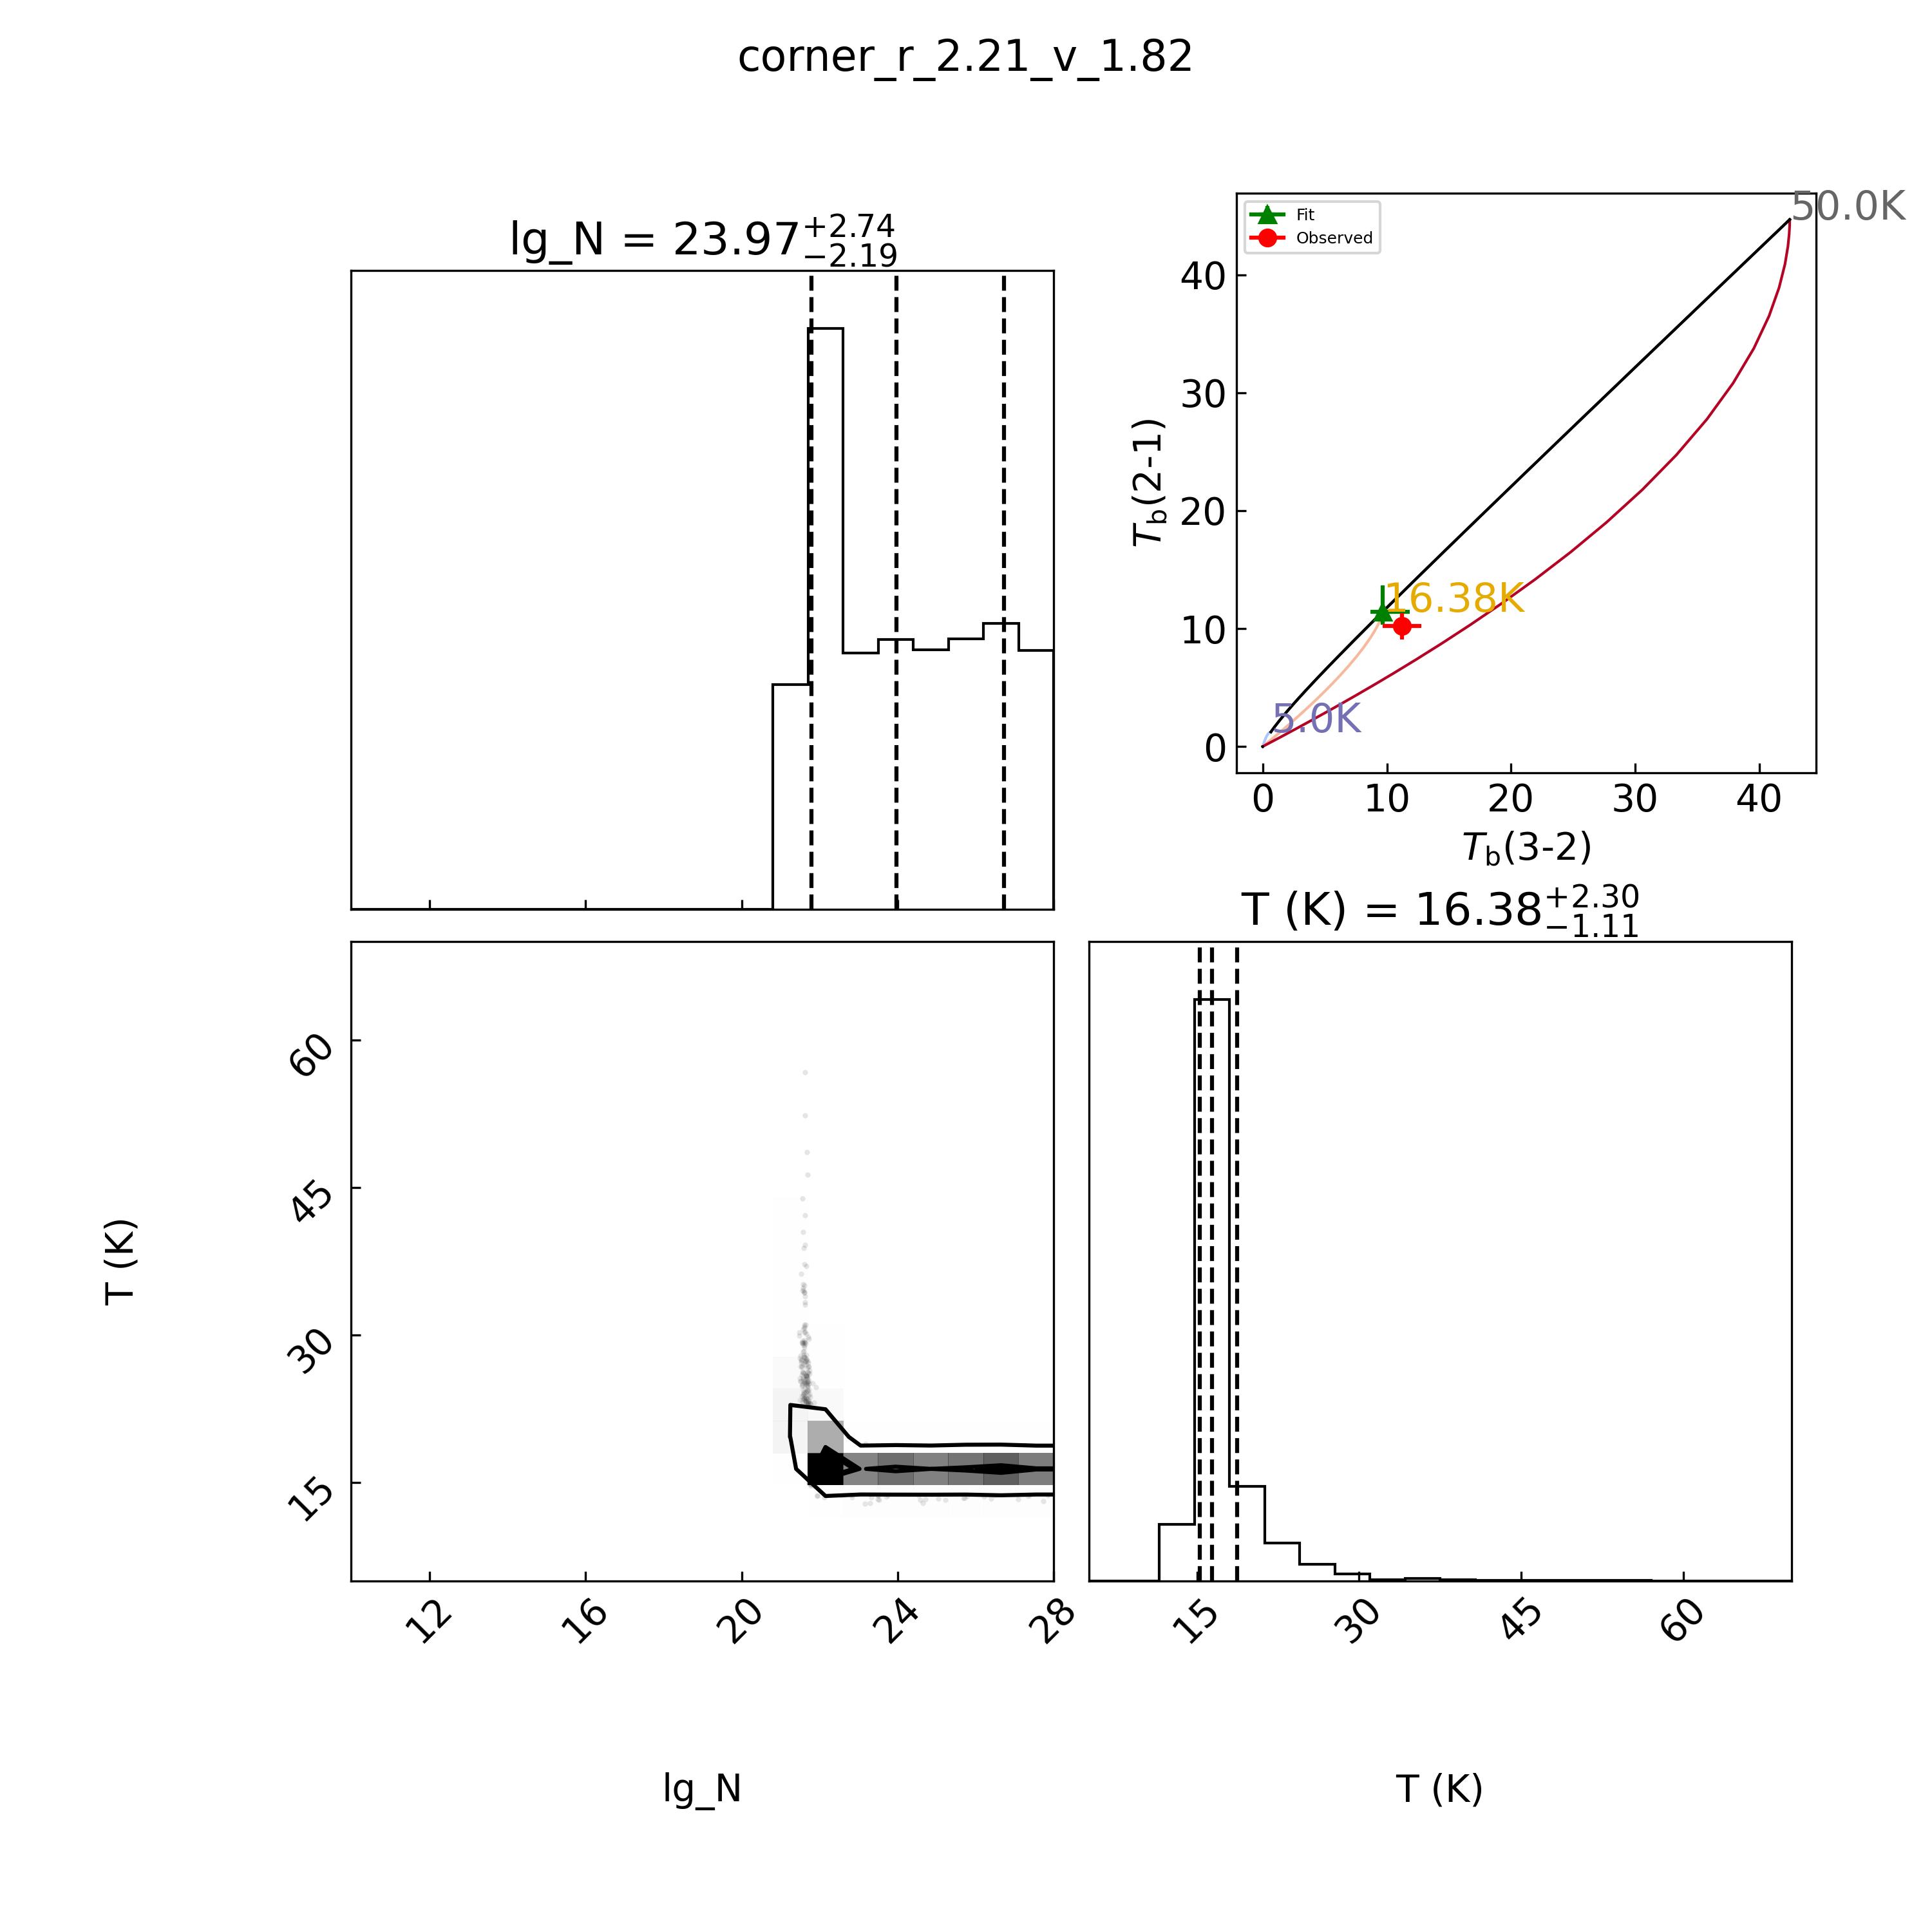 corner_r_2.21_v_1.82
lg_N = 23.97+2.74−2.19
50.0K
Fit
Observed
40
30
20
10
0
Tb(2-1)
16.38K
5.0K
0 10 20 30 40
Tb(3-2)
T (K) = 16.38+2.30−1.11
60
45
30
15
T (K)
12 16 20 24 28
lg_N
15 30 45 60
T (K)